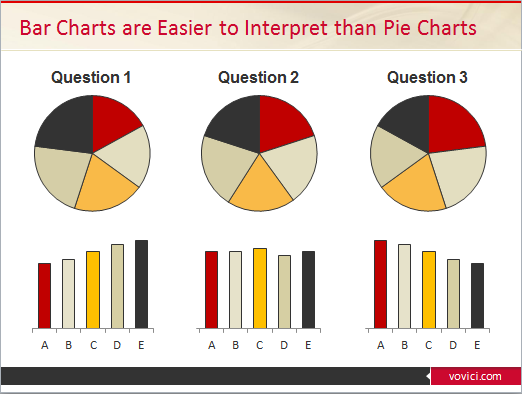 Bar Charts are Easier to Interpret than Pie Charts
Question 1 Question 2 Question 3
A B C D E A B C D E A B C D E
vovici.com